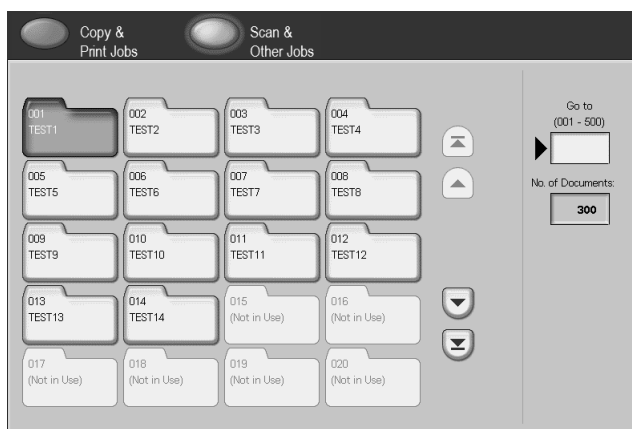 Copy &
Print Jobs
Scan &
Other Jobs
001
TEST1
002
TEST2
003
TEST3
004
TEST4
005
TEST5
006
TEST6
007
TEST7
008
TEST8
009
TEST9
010
TEST10
011
TEST11
012
TEST12
013
TEST13
014
TEST14
015
(Not in Use)
016
(Not in Use)
017
(Not in Use)
018
(Not in Use)
019
(Not in Use)
020
(Not in Use)
Go to
(001 - 500)
No. of Documents:
300